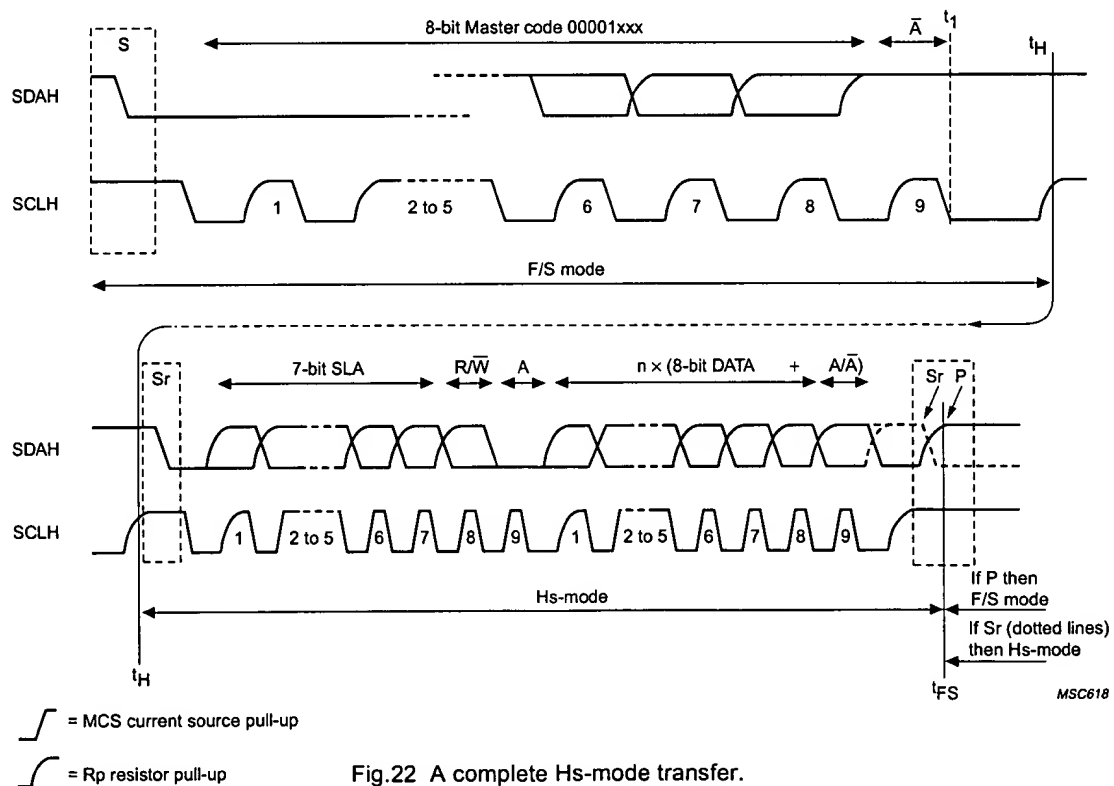 8-bit Master code 00001xxx
A̅
t1
S
tH
SDAH
SCLH
1
2 to 5
6
7
8
9
F/S mode
7-bit SLA
R/W̅
A
n × (8-bit DATA
+
A/A̅)
Sr
Sr
P
SDAH
SCLH
1
2 to 5
6
7
8
9
1
2 to 5
6
7
8
9
If P then
F/S mode
Hs-mode
If Sr (dotted lines)
then Hs-mode
tH
tFS
MSC618
= MCS current source pull-up
= Rp resistor pull-up
Fig.22 A complete Hs-mode transfer.